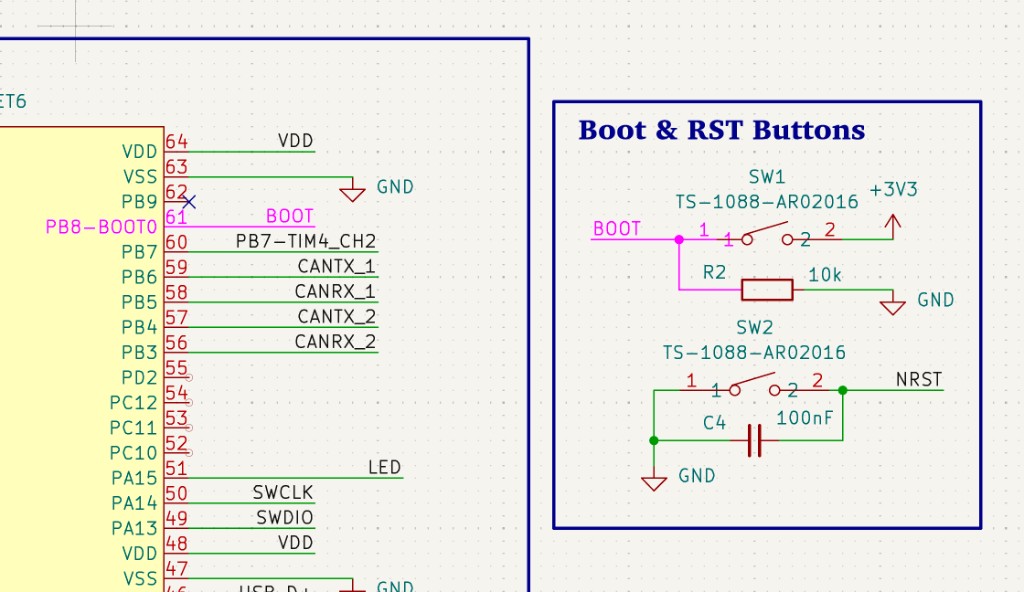 ET6
VDD 64 VDD
VSS 63 GND
PB9 62
PB8-BOOT0 61 BOOT
PB7 60 PB7-TIM4_CH2
PB6 59 CANTX_1
PB5 58 CANRX_1
PB4 57 CANTX_2
PB3 56 CANRX_2
PD2 55
PC12 54
PC11 53
PC10 52
PA15 51 LED
PA14 50 SWCLK
PA13 49 SWDIO
VDD 48 VDD
VSS 47 GND
Boot & RST Buttons
SW1
TS-1088-AR02016
+3V3
BOOT 1 1 2 2
R2 10k
GND
SW2
TS-1088-AR02016
1 1 2 2 NRST
C4 100nF
GND